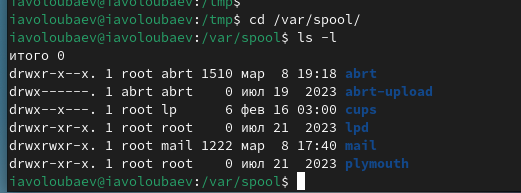 iavoloubaev@iavoloubaev:/tmp$
iavoloubaev@iavoloubaev:/tmp$ cd /var/spool/
iavoloubaev@iavoloubaev:/var/spool$ ls -l
итого 0
drwxr-x--x. 1 root abrt 1510 мар  8 19:18 abrt
drwx------. 1 abrt abrt    0 июл 19  2023 abrt-upload
drwx--x---. 1 root lp      6 фев 16 03:00 cups
drwxr-xr-x. 1 root root    0 июл 21  2023 lpd
drwxrwxr-x. 1 root mail 1222 мар  8 17:40 mail
drwxr-xr-x. 1 root root    0 июл 21  2023 plymouth
iavoloubaev@iavoloubaev:/var/spool$